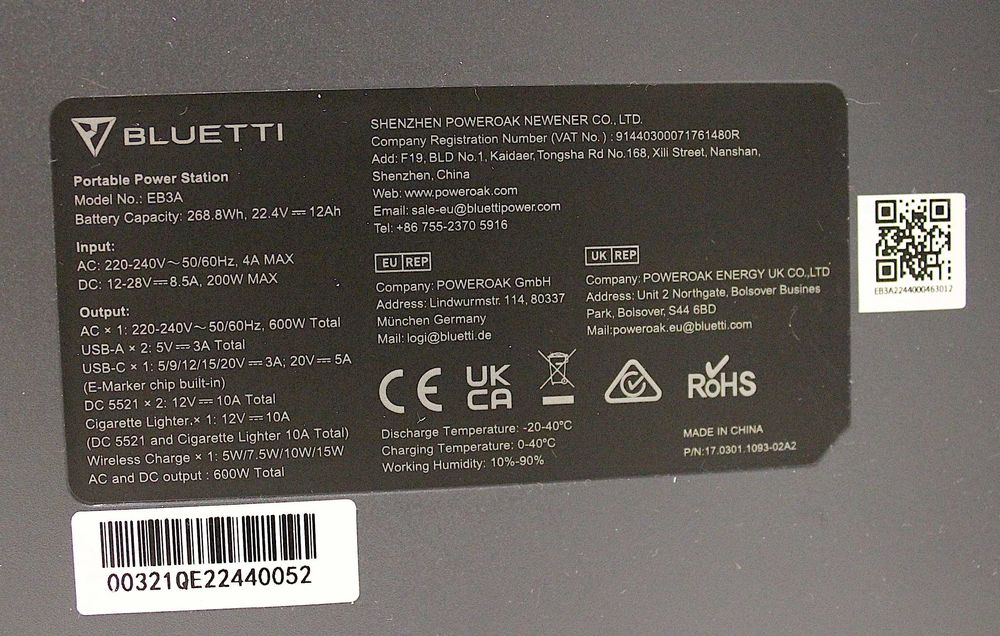 BLUETTI
Portable Power Station
Model No.: EB3A
Battery Capacity: 268.8Wh, 22.4V⎓12Ah
Input:
AC: 220-240V~50/60Hz, 4A MAX
DC: 12-28V⎓8.5A, 200W MAX
Output:
AC × 1: 220-240V~50/60Hz, 600W Total
USB-A × 2: 5V⎓3A Total
USB-C × 1: 5/9/12/15/20V⎓3A; 20V⎓5A
(E-Marker chip built-in)
DC 5521 × 2: 12V⎓10A Total
Cigarette Lighter.× 1: 12V⎓10A
(DC 5521 and Cigarette Lighter 10A Total)
Wireless Charge × 1: 5W/7.5W/10W/15W
AC and DC output : 600W Total
SHENZHEN POWEROAK NEWENER CO., LTD.
Company Registration Number (VAT No.) : 91440300071761480R
Add: F19, BLD No.1, Kaidaer, Tongsha Rd No.168, Xili Street, Nanshan,
Shenzhen, China
Web: www.poweroak.com
Email: sale-eu@bluettipower.com
Tel: +86 755-2370 5916
EU REP
Company: POWEROAK GmbH
Address: Lindwurmstr. 114, 80337
München Germany
Mail: logi@bluetti.de
UK REP
Company: POWEROAK ENERGY UK CO.,LTD
Address: Unit 2 Northgate, Bolsover Busines
Park, Bolsover, S44 6BD
Mail:poweroak.eu@bluetti.com
CE
UK
CA
RoHS
Discharge Temperature: -20-40°C
Charging Temperature: 0-40°C
Working Humidity: 10%-90%
MADE IN CHINA
P/N:17.0301.1093-02A2
EB3A2244000463012
00321QE22440052